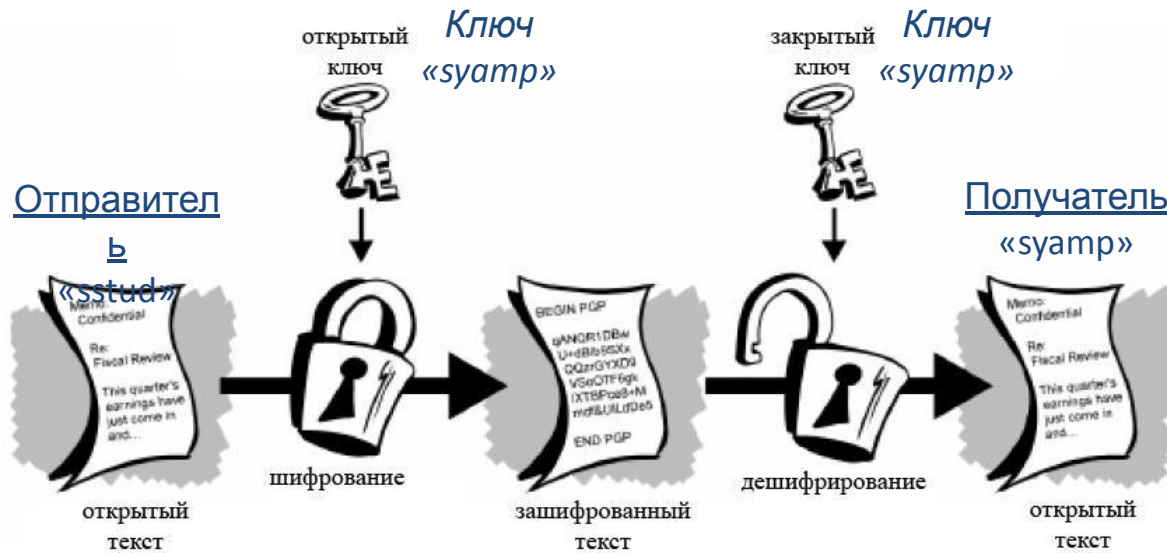 открытый
ключ
Ключ
«syamp»
закрытый
ключ
Ключ
«syamp»
Отправител
ь
«sstud»
Получатель
«syamp»
Memo:
Confidential
Re:
Fiscal Review
This quarter's
earnings have
just come in
and...
BEGIN PGP
END PGP
Memo:
Confidential
Re:
Fiscal Review
This quarter's
earnings have
just come in
and...
шифрование
дешифрирование
открытый
текст
зашифрованный
текст
открытый
текст